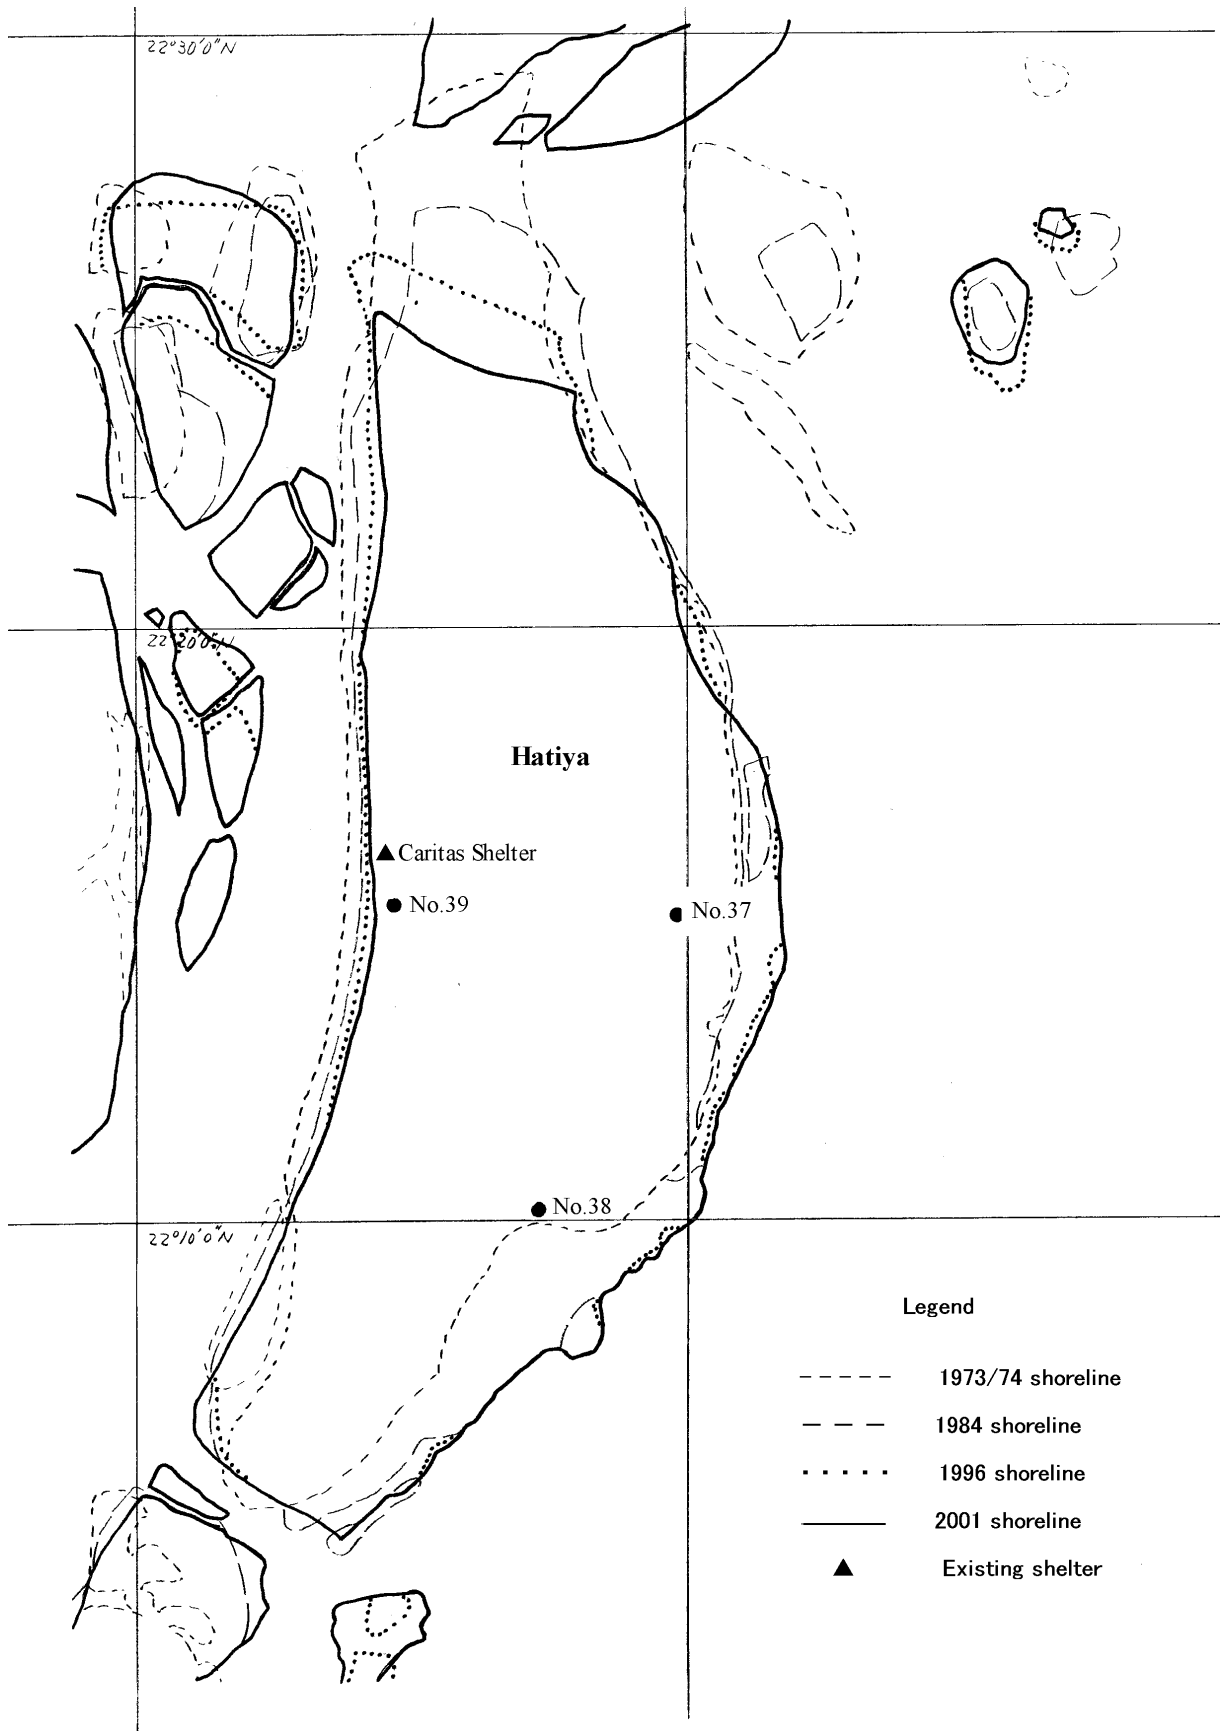 22°30'0"N
22°20'0"N
Hatiya
Caritas Shelter
No.39
No.37
No.38
22°10'0"N
Legend
1973/74 shoreline
1984 shoreline
1996 shoreline
2001 shoreline
Existing shelter